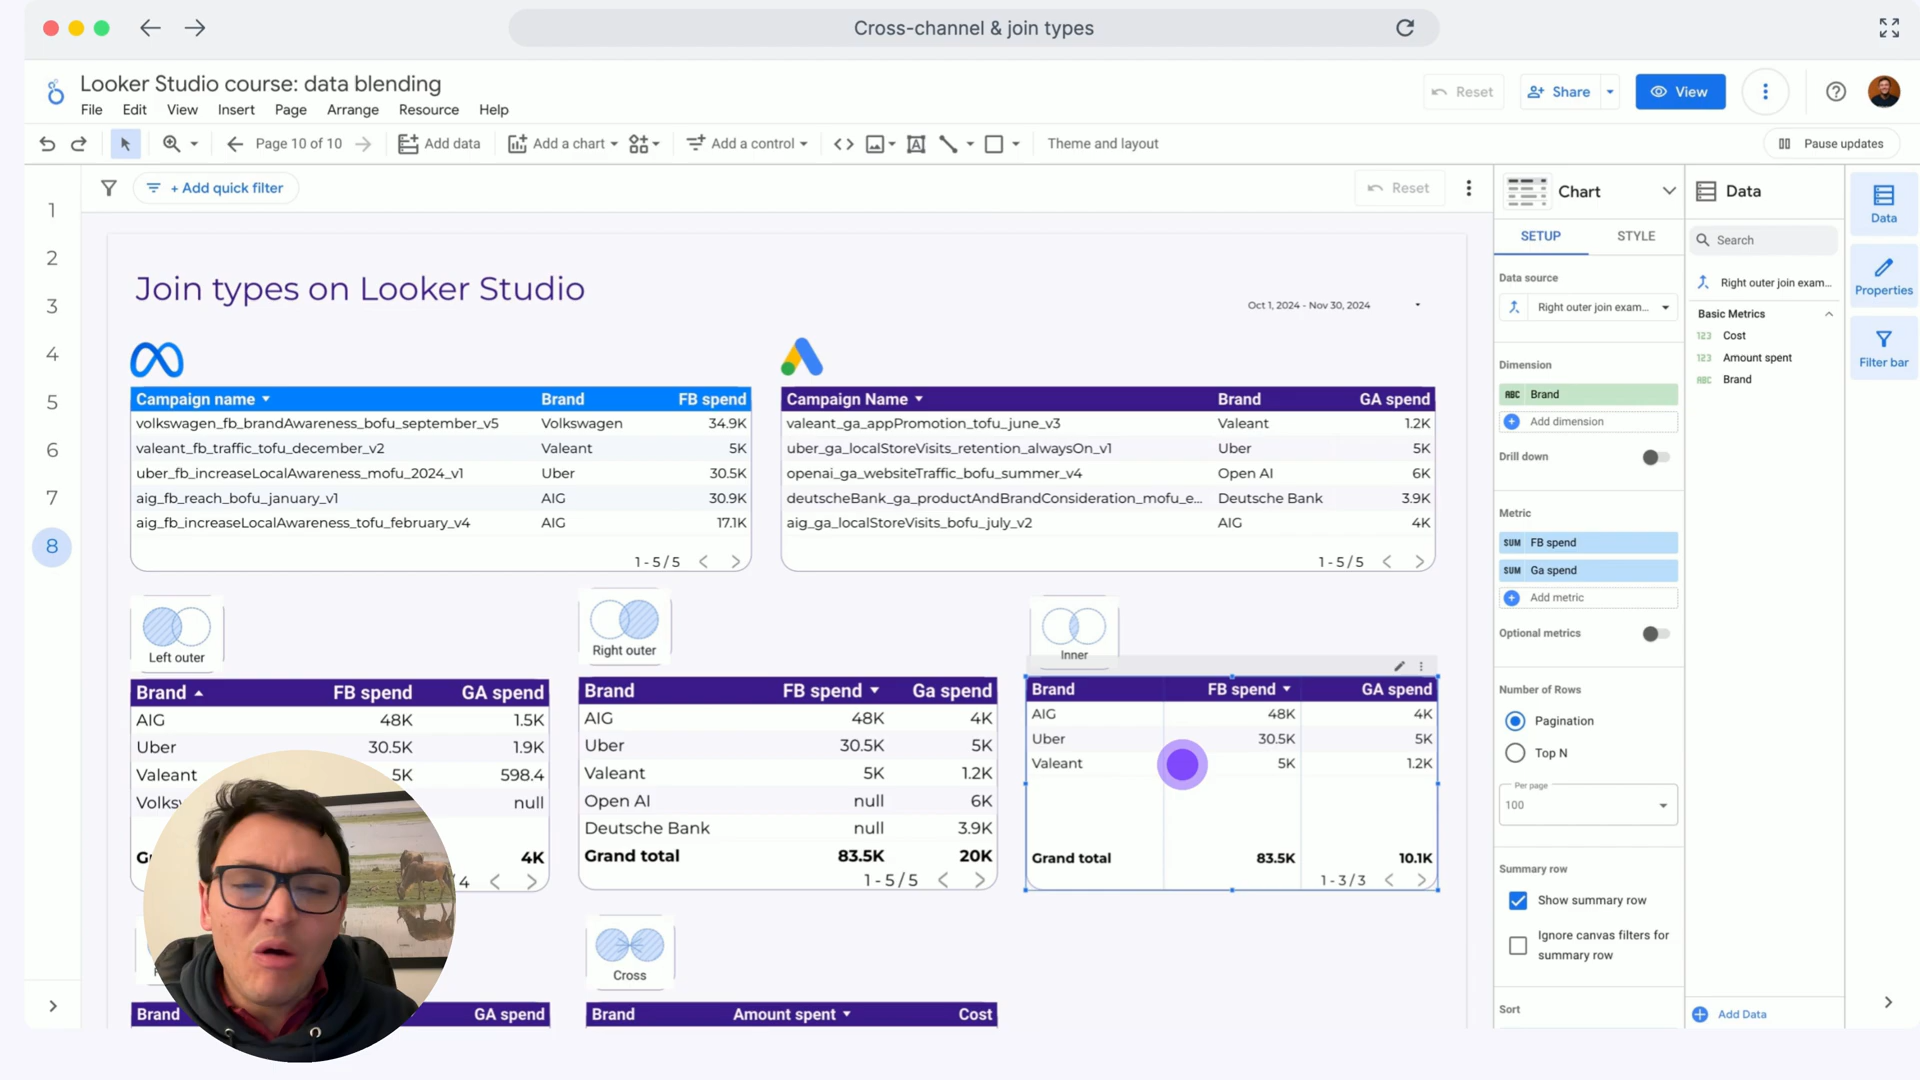 Cross-channel & join types
Looker Studio course: data blending
File Edit View Insert Page Arrange Resource Help
Reset
Share
View
Page 10 of 10
Add data
Add a chart
Add a control
Theme and layout
Pause updates
+ Add quick filter
Reset
1
2
3
4
5
6
7
8
Join types on Looker Studio
Oct 1, 2024 - Nov 30, 2024
Campaign name Brand FB spend
volkswagen_fb_brandAwareness_bofu_september_v5 Volkswagen 34.9K
valeant_fb_traffic_tofu_december_v2 Valeant 5K
uber_fb_increaseLocalAwareness_mofu_2024_v1 Uber 30.5K
aig_fb_reach_bofu_january_v1 AIG 30.9K
aig_fb_increaseLocalAwareness_tofu_february_v4 AIG 17.1K
1 - 5 / 5
Campaign Name Brand GA spend
valeant_ga_appPromotion_tofu_june_v3 Valeant 1.2K
uber_ga_localStoreVisits_retention_alwaysOn_v1 Uber 5K
openai_ga_websiteTraffic_bofu_summer_v4 Open AI 6K
deutscheBank_ga_productAndBrandConsideration_mofu_e... Deutsche Bank 3.9K
aig_ga_localStoreVisits_bofu_july_v2 AIG 4K
1 - 5 / 5
Left outer
Brand FB spend GA spend
AIG 48K 1.5K
Uber 30.5K 1.9K
Valeant 5K 598.4
Volksv null
4K
4
Right outer
Brand FB spend Ga spend
AIG 48K 4K
Uber 30.5K 5K
Valeant 5K 1.2K
Open AI null 6K
Deutsche Bank null 3.9K
Grand total 83.5K 20K
1 - 5 / 5
Inner
Brand FB spend GA spend
AIG 48K 4K
Uber 30.5K 5K
Valeant 5K 1.2K
Grand total 83.5K 10.1K
1 - 3 / 3
Cross
Brand GA spend
Brand Amount spent Cost
Chart
SETUP STYLE
Data source
Right outer join exam...
Dimension
ABC Brand
Add dimension
Drill down
Metric
SUM FB spend
SUM Ga spend
Add metric
Optional metrics
Number of Rows
Pagination
Top N
Per page
100
Summary row
Show summary row
Ignore canvas filters for
summary row
Sort
Data
Search
Right outer join exam...
Basic Metrics
123 Cost
123 Amount spent
ABC Brand
Add Data
Data
Properties
Filter bar